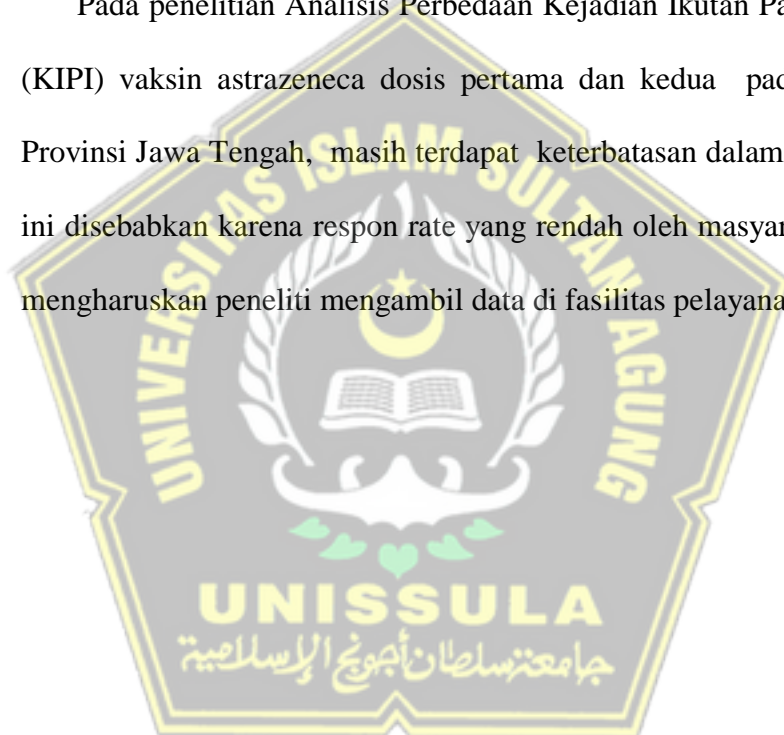 Pada penelitian Analisis Perbedaan Kejadian Ikutan Pa
(KIPI) vaksin astrazeneca dosis pertama dan kedua pad
Provinsi Jawa Tengah, masih terdapat keterbatasan dalam
ini disebabkan karena respon rate yang rendah oleh masyar
mengharuskan peneliti mengambil data di fasilitas pelayana
UNIVERSITAS ISLAM SULTAN AGUNG
UNISSULA
جامعة سلطان أجونج الإسلامية